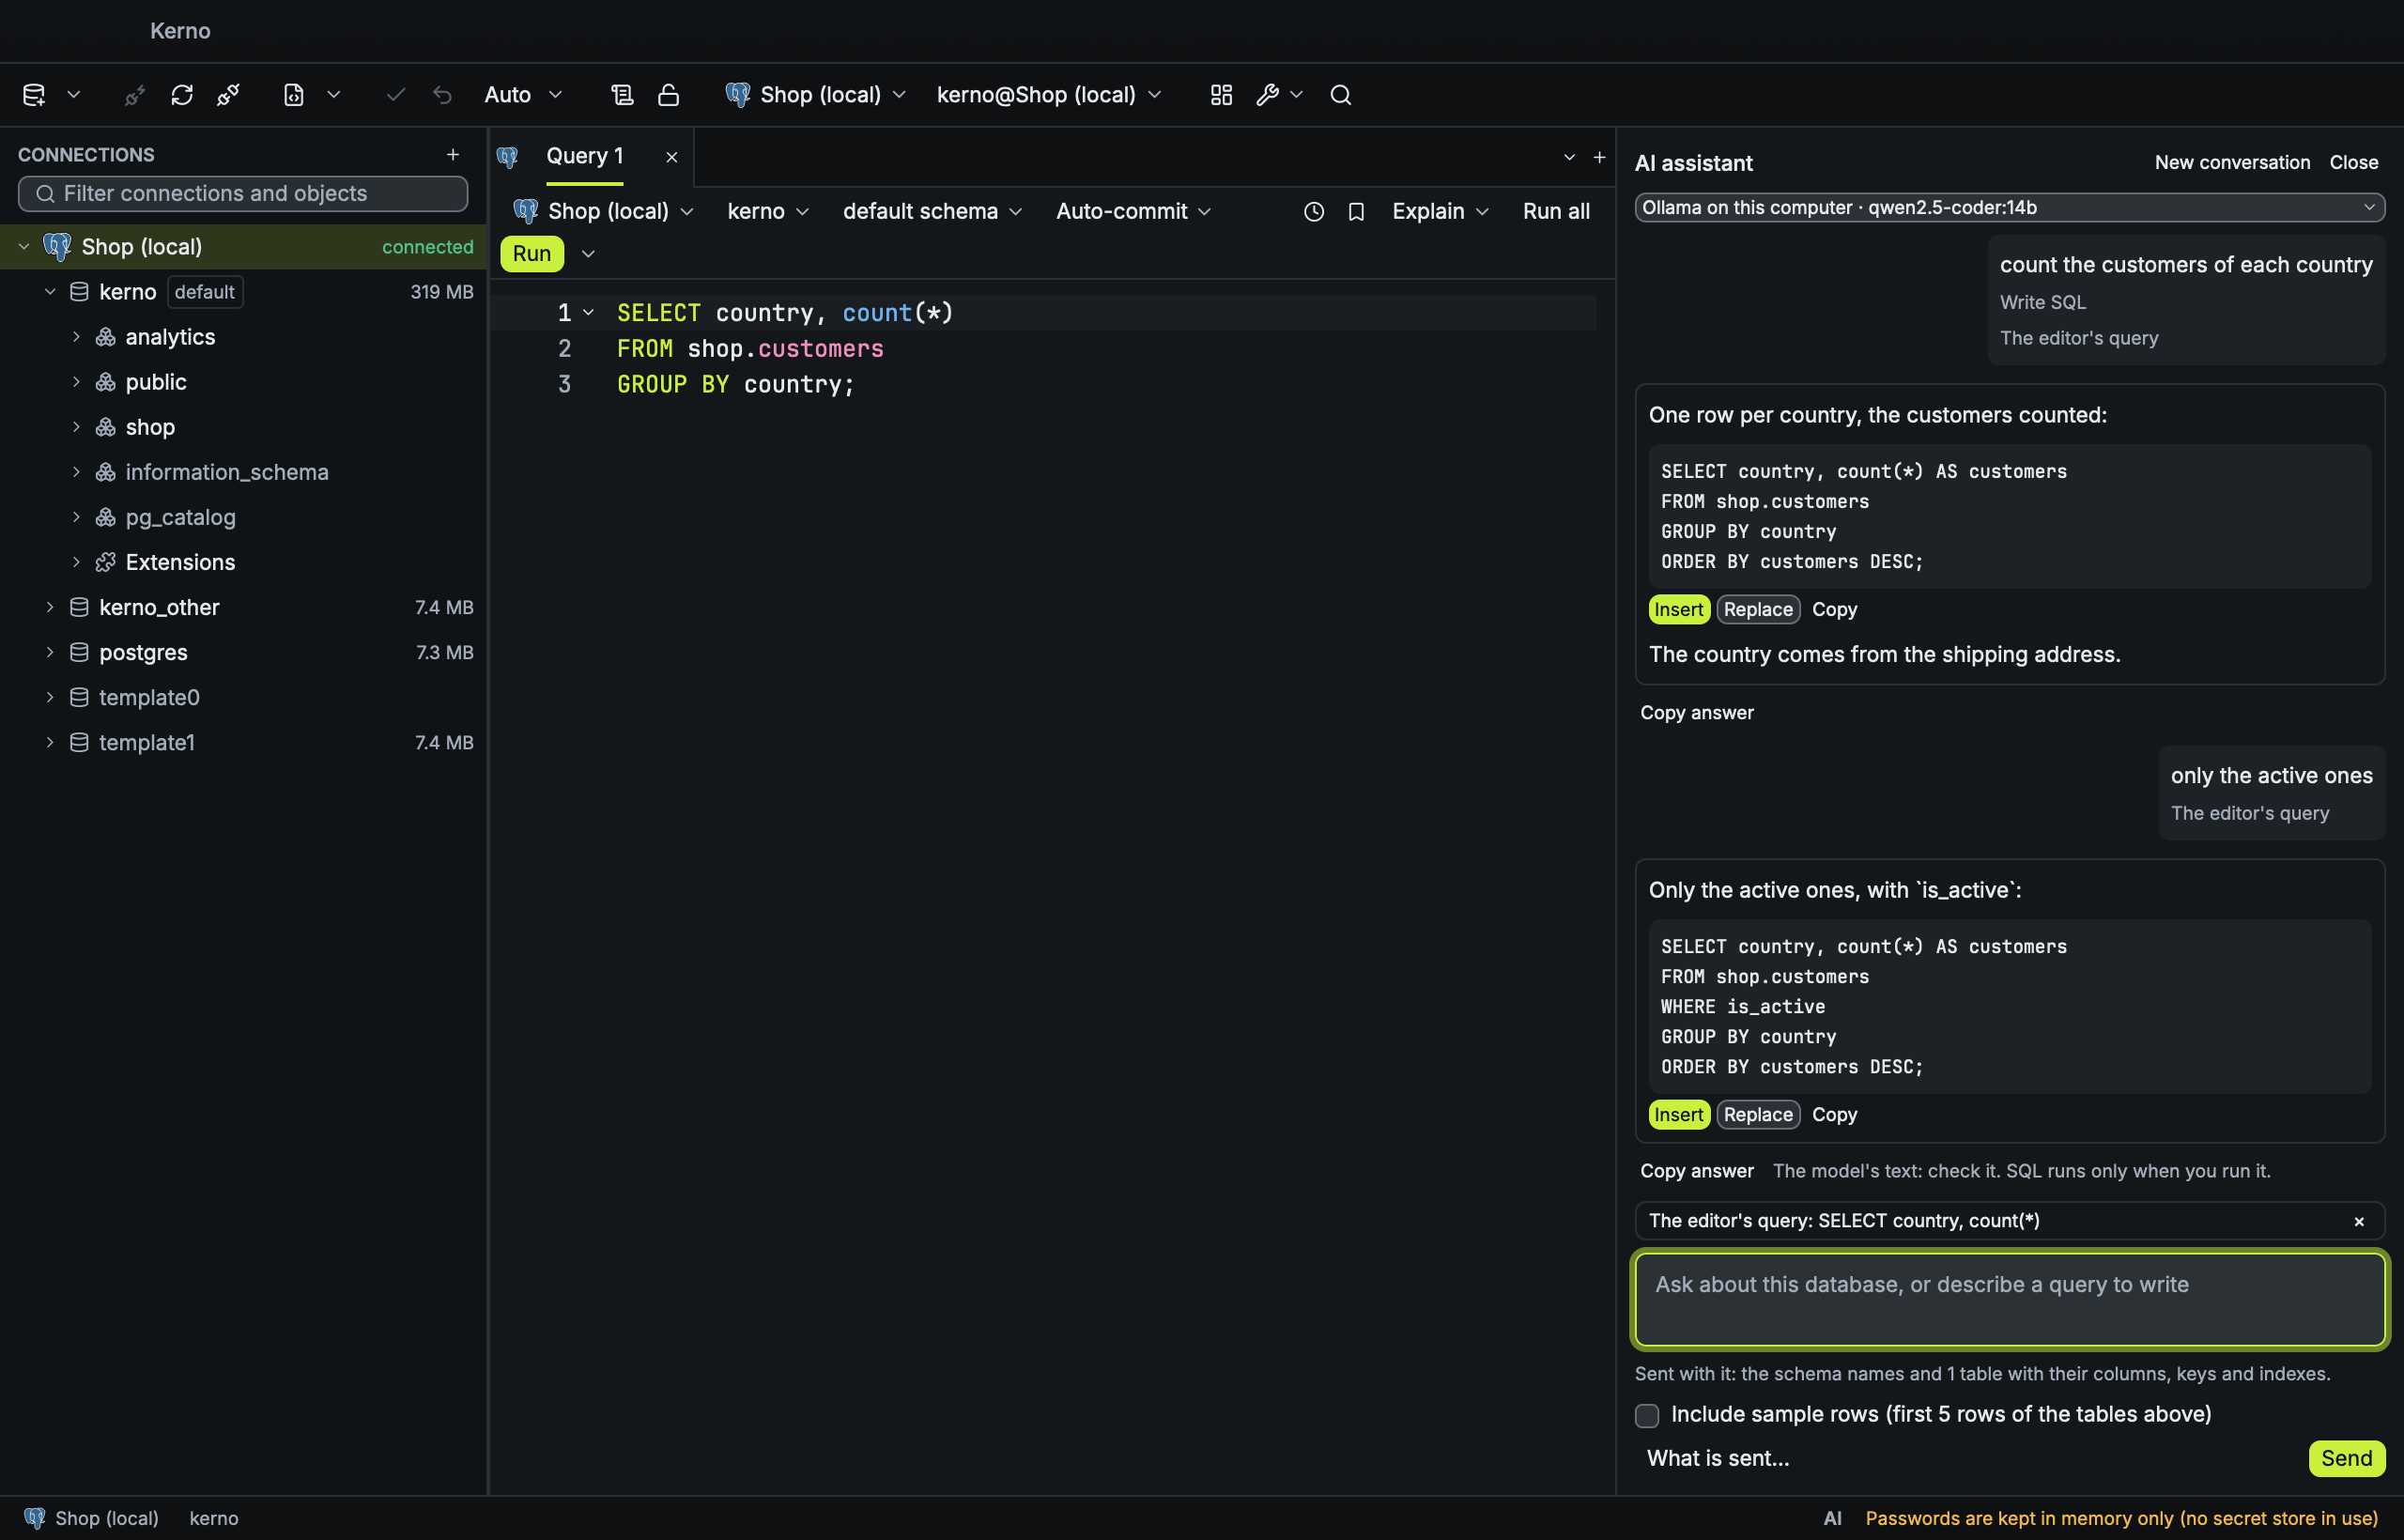 Kerno
Auto
Shop (local)
kerno@Shop (local)
CONNECTIONS
Filter connections and objects
Shop (local) connected
kerno default 319 MB
analytics
public
shop
information_schema
pg_catalog
Extensions
kerno_other 7.4 MB
postgres 7.3 MB
template0
template1 7.4 MB
Query 1
Shop (local) kerno default schema Auto-commit Explain Run all
Run
1 SELECT country, count(*)
2 FROM shop.customers
3 GROUP BY country;
AI assistant New conversation Close
Ollama on this computer · qwen2.5-coder:14b
count the customers of each country
Write SQL
The editor's query
One row per country, the customers counted:
SELECT country, count(*) AS customers
FROM shop.customers
GROUP BY country
ORDER BY customers DESC;
Insert Replace Copy
The country comes from the shipping address.
Copy answer
only the active ones
The editor's query
Only the active ones, with `is_active`:
SELECT country, count(*) AS customers
FROM shop.customers
WHERE is_active
GROUP BY country
ORDER BY customers DESC;
Insert Replace Copy
Copy answer The model's text: check it. SQL runs only when you run it.
The editor's query: SELECT country, count(*)
Ask about this database, or describe a query to write
Sent with it: the schema names and 1 table with their columns, keys and indexes.
Include sample rows (first 5 rows of the tables above)
What is sent...
Send
Shop (local) kerno
AI Passwords are kept in memory only (no secret store in use)